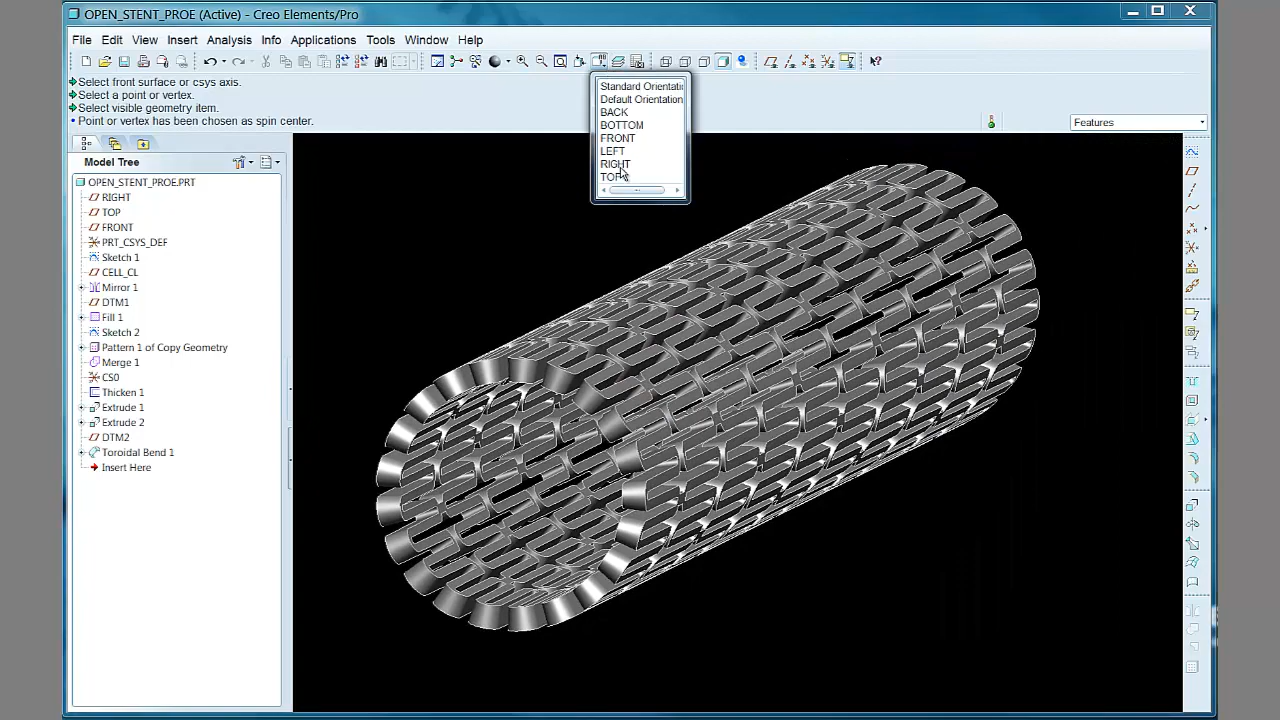 OPEN_STENT_PROE (Active) - Creo Elements/Pro
File Edit View Insert Analysis Info Applications Tools Window Help
Select front surface or csys axis.
Select a point or vertex.
Select visible geometry item.
Point or vertex has been chosen as spin center.
Features
Standard Orientati
Default Orientation
BACK
BOTTOM
FRONT
LEFT
RIGHT
TOP
Model Tree
OPEN_STENT_PROE.PRT
RIGHT
TOP
FRONT
PRT_CSYS_DEF
Sketch 1
CELL_CL
Mirror 1
DTM1
Fill 1
Sketch 2
Pattern 1 of Copy Geometry
Merge 1
CS0
Thicken 1
Extrude 1
Extrude 2
DTM2
Toroidal Bend 1
Insert Here